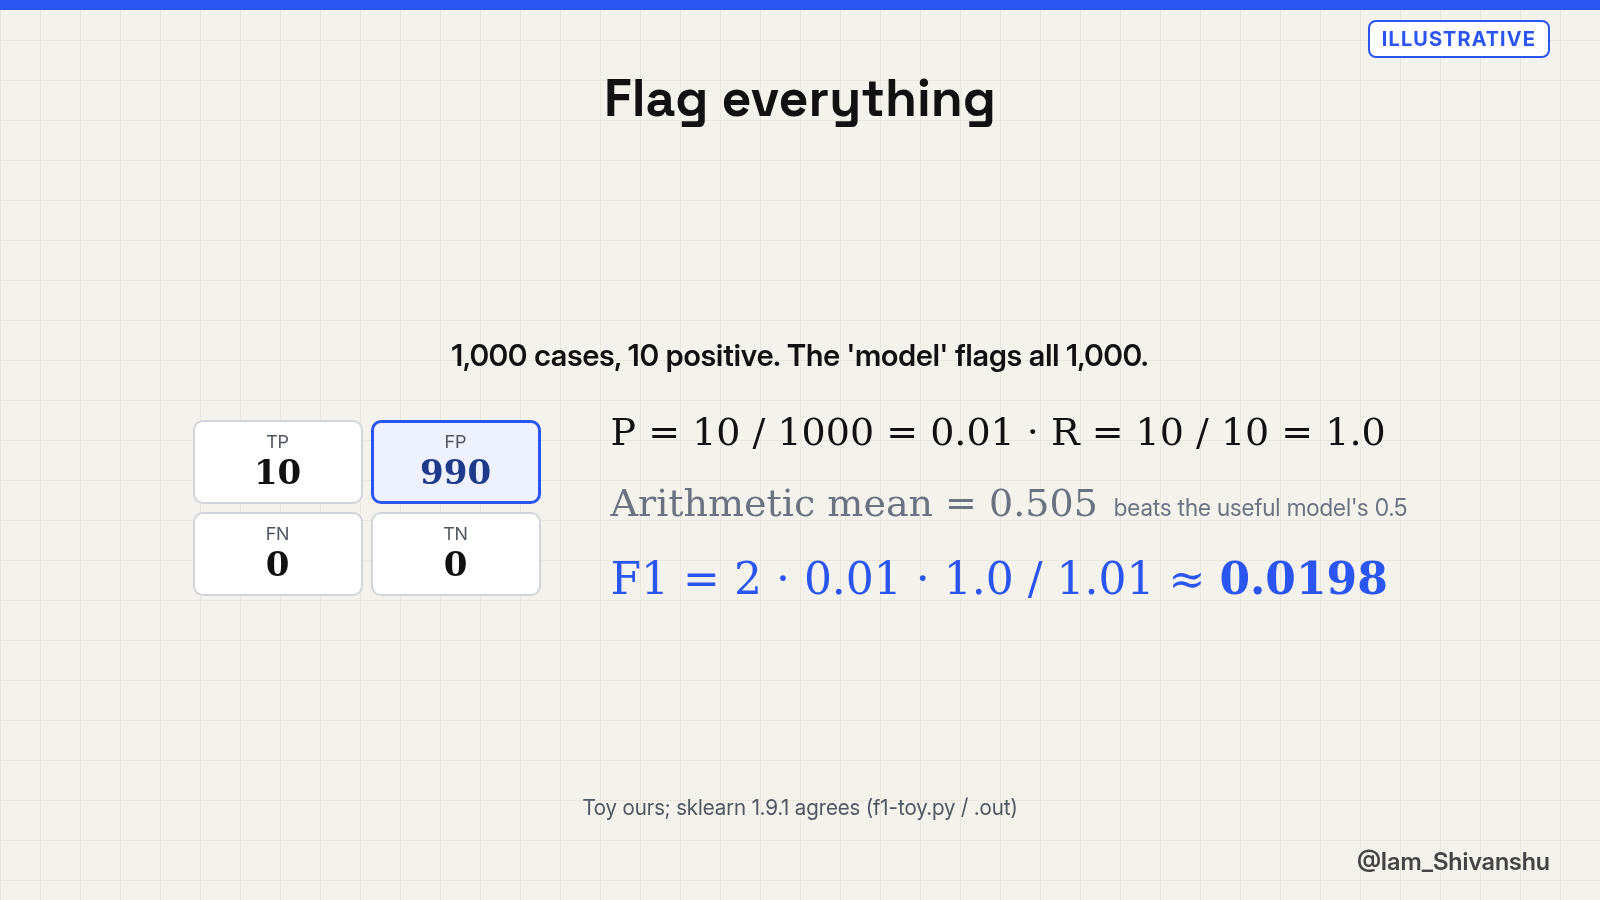 ILLUSTRATIVE
Flag everything
1,000 cases, 10 positive. The 'model' flags all 1,000.
TP
10
FP
990
FN
0
TN
0
P = 10 / 1000 = 0.01 · R = 10 / 10 = 1.0
Arithmetic mean = 0.505 beats the useful model's 0.5
F1 = 2 · 0.01 · 1.0 / 1.01 ≈ 0.0198
Toy ours; sklearn 1.9.1 agrees (f1-toy.py / .out)
@Iam_Shivanshu